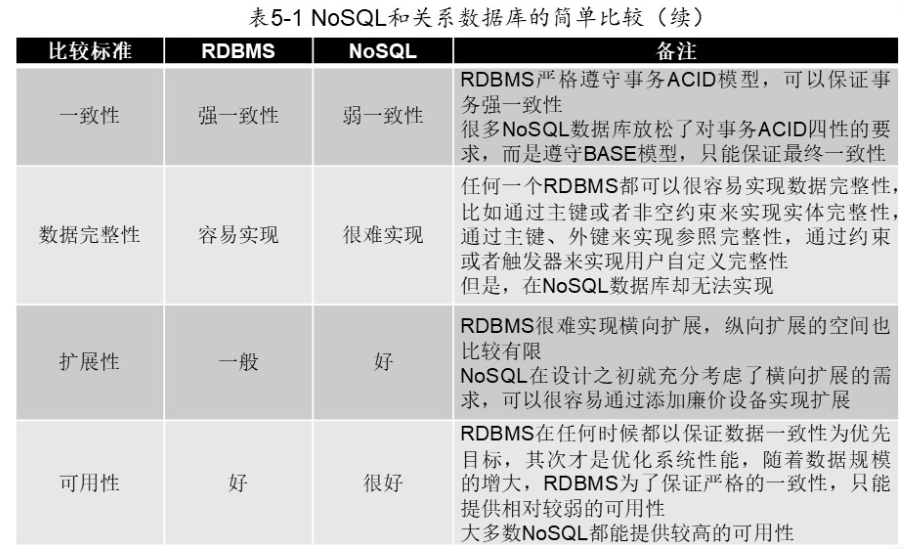 表5-1 NoSQL和关系数据库的简单比较（续）
比较标准 RDBMS NoSQL 备注
一致性 强一致性 弱一致性
RDBMS严格遵守事务ACID模型，可以保证事
务强一致性
很多NoSQL数据库放松了对事务ACID四性的要
求，而是遵守BASE模型，只能保证最终一致性
数据完整性 容易实现 很难实现
任何一个RDBMS都可以很容易实现数据完整性，
比如通过主键或者非空约束来实现实体完整性，
通过主键、外键来实现参照完整性，通过约束
或者触发器来实现用户自定义完整性
但是，在NoSQL数据库却无法实现
扩展性 一般 好
RDBMS很难实现横向扩展，纵向扩展的空间也
比较有限
NoSQL在设计之初就充分考虑了横向扩展的需
求，可以很容易通过添加廉价设备实现扩展
可用性 好 很好
RDBMS在任何时候都以保证数据一致性为优先
目标，其次才是优化系统性能，随着数据规模
的增大，RDBMS为了保证严格的一致性，只能
提供相对较弱的可用性
大多数NoSQL都能提供较高的可用性